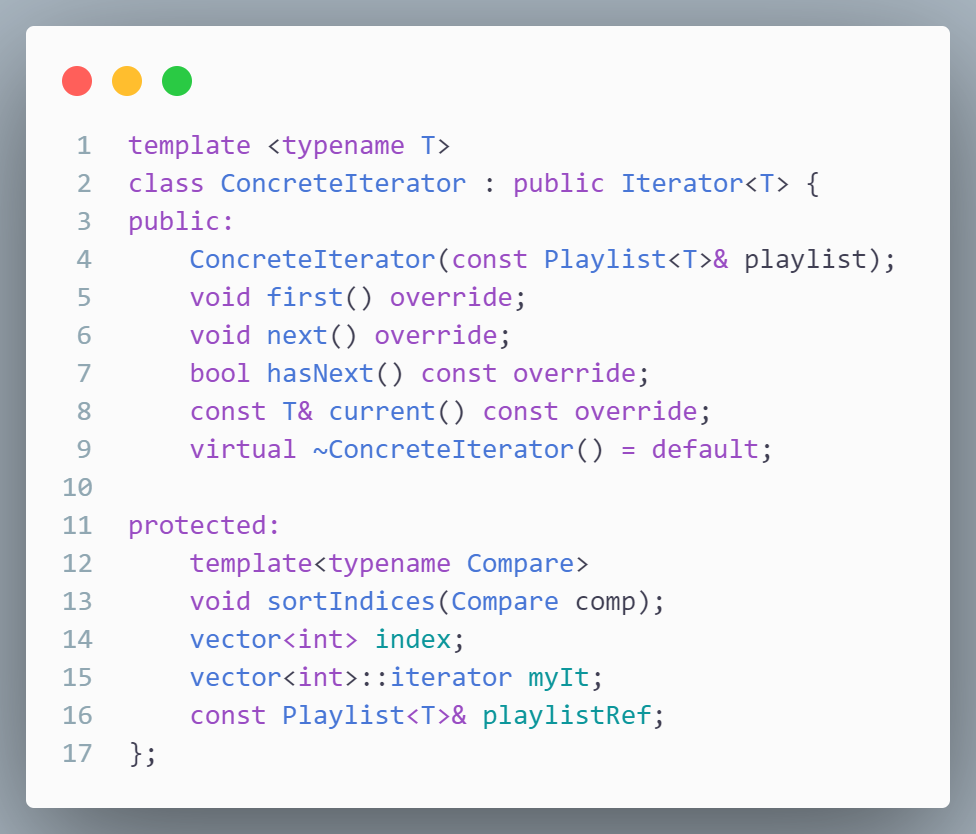 1 template <typename T>
2 class ConcreteIterator : public Iterator<T> {
3 public:
4     ConcreteIterator(const Playlist<T>& playlist);
5     void first() override;
6     void next() override;
7     bool hasNext() const override;
8     const T& current() const override;
9     virtual ~ConcreteIterator() = default;
10
11 protected:
12     template<typename Compare>
13     void sortIndices(Compare comp);
14     vector<int> index;
15     vector<int>::iterator myIt;
16     const Playlist<T>& playlistRef;
17 };